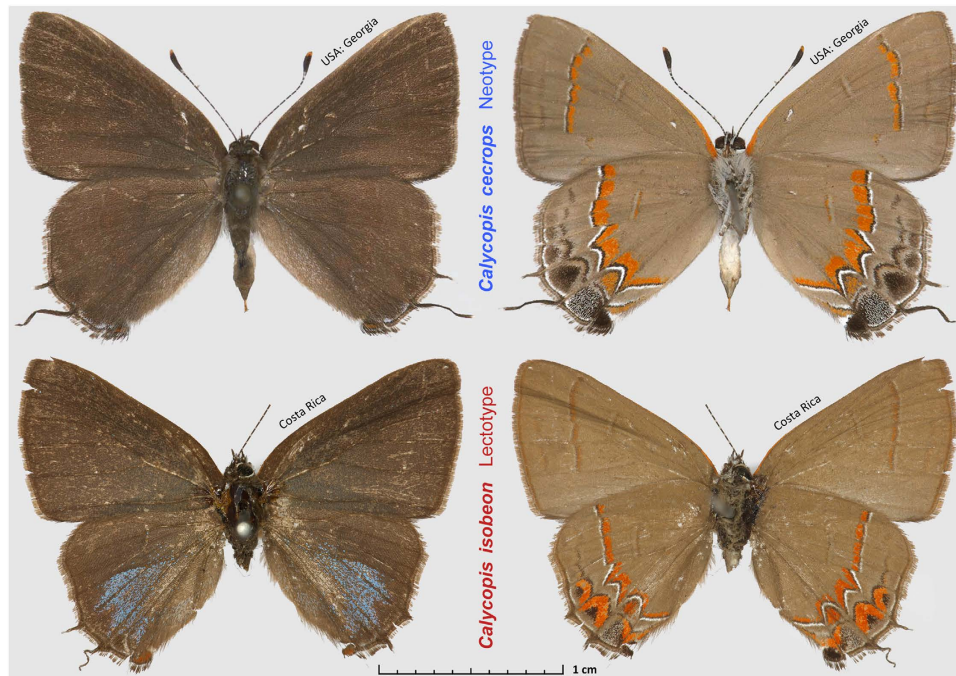 USA: Georgia
Calycopis cecrops Neotype
USA: Georgia
Costa Rica
Calycopis isobeon Lectotype
Costa Rica
1 cm